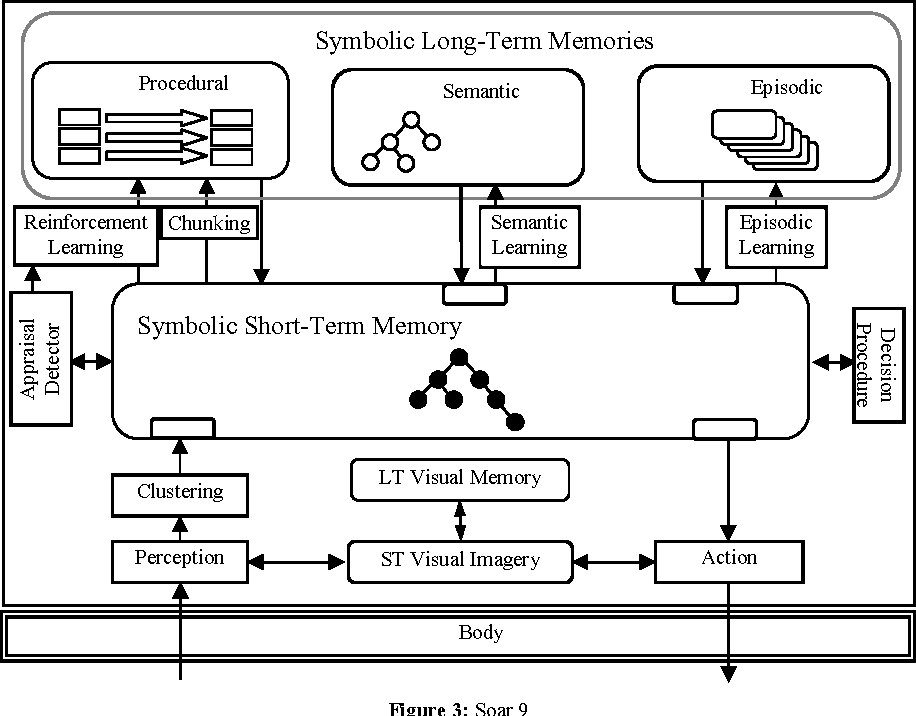 Symbolic Long-Term Memories
Procedural
Semantic
Episodic
Reinforcement
Learning
Chunking
Semantic
Learning
Episodic
Learning
Appraisal
Detector
Symbolic Short-Term Memory
Decision
Procedure
Clustering
LT Visual Memory
Perception
ST Visual Imagery
Action
Body
Figure 3: Soar 9